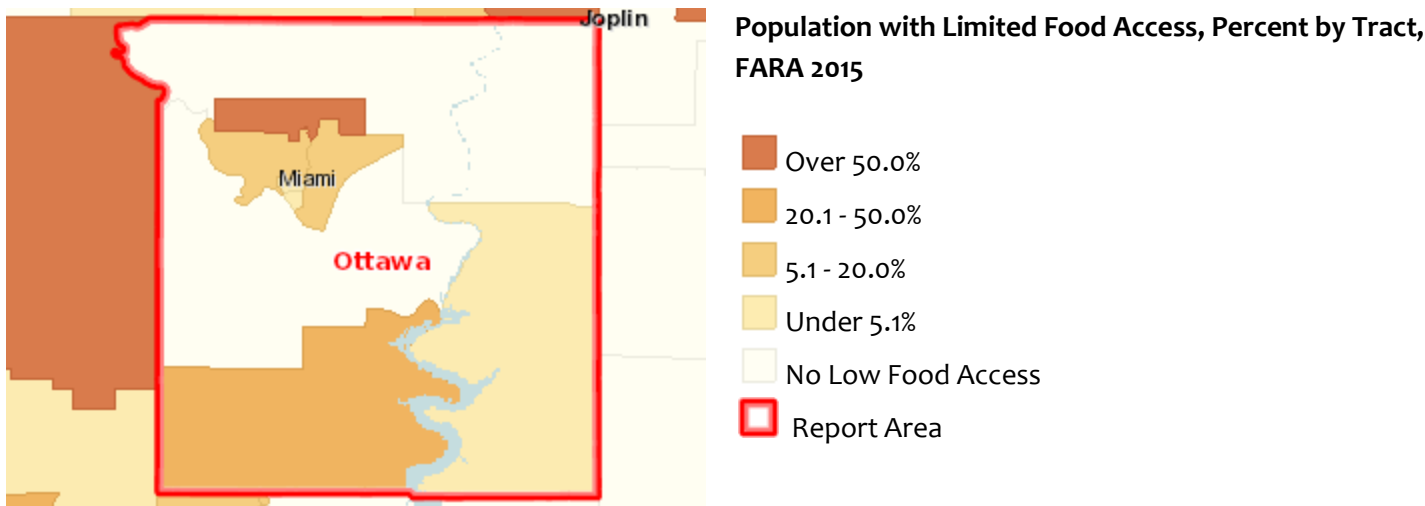 Joplin
Miami
Ottawa
Population with Limited Food Access, Percent by Tract,
FARA 2015
Over 50.0%
20.1 - 50.0%
5.1 - 20.0%
Under 5.1%
No Low Food Access
Report Area